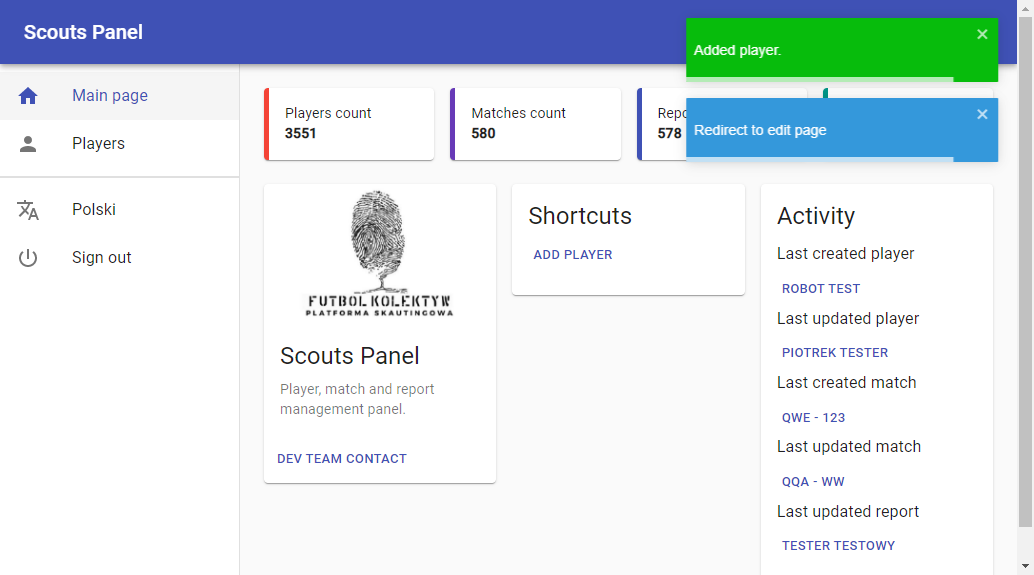 Scouts Panel
Added player.
Redirect to edit page
Main page
Players
Polski
Sign out
Players count
3551
Matches count
580
578
FUTBOL KOLEKTYW
PLATFORMA SKAUTINGOWA
Scouts Panel
Player, match and report
management panel.
DEV TEAM CONTACT
Shortcuts
ADD PLAYER
Activity
Last created player
ROBOT TEST
Last updated player
PIOTREK TESTER
Last created match
QWE - 123
Last updated match
QQA - WW
Last updated report
TESTER TESTOWY